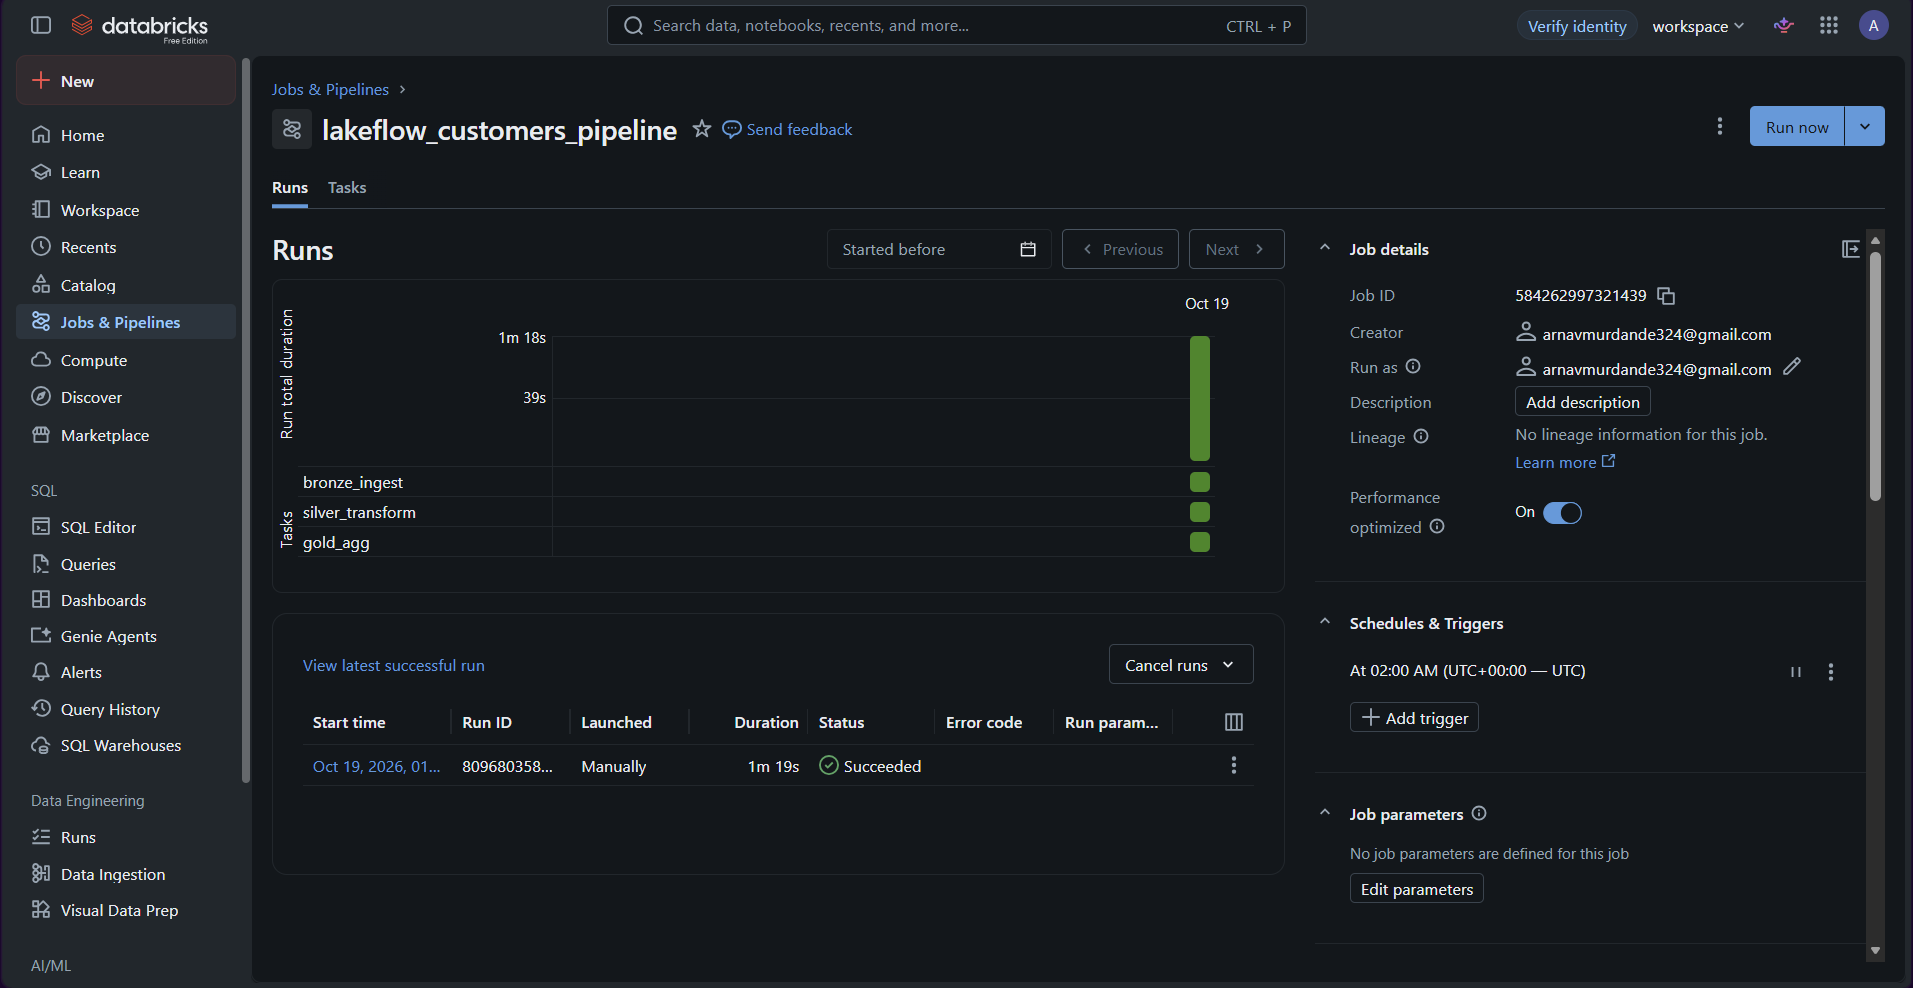 databricks
Free Edition
Search data, notebooks, recents, and more...
CTRL + P
Verify identity
workspace
A
New
Home
Learn
Workspace
Recents
Catalog
Jobs & Pipelines
Compute
Discover
Marketplace
SQL
SQL Editor
Queries
Dashboards
Genie Agents
Alerts
Query History
SQL Warehouses
Data Engineering
Runs
Data Ingestion
Visual Data Prep
AI/ML
Jobs & Pipelines
lakeflow_customers_pipeline
Send feedback
Run now
Runs
Tasks
Runs
Started before
Previous
Next
Oct 19
Run total duration
1m 18s
39s
Tasks
bronze_ingest
silver_transform
gold_agg
View latest successful run
Cancel runs
Start time Run ID Launched Duration Status Error code Run param...
Oct 19, 2026, 01... 809680358... Manually 1m 19s Succeeded
Job details
Job ID 584262997321439
Creator arnavmurdande324@gmail.com
Run as arnavmurdande324@gmail.com
Description Add description
Lineage No lineage information for this job.
Learn more
Performance
optimized On
Schedules & Triggers
At 02:00 AM (UTC+00:00 — UTC)
Add trigger
Job parameters
No job parameters are defined for this job
Edit parameters